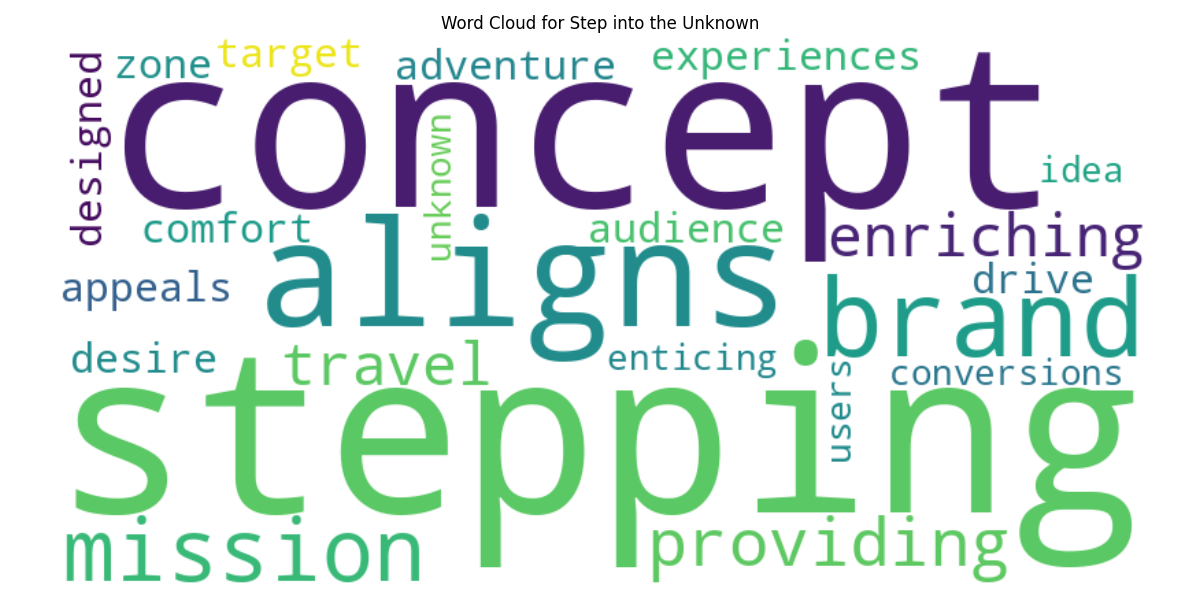 Word Cloud for Step into the Unknown
designed
zone
target
adventure
experiences
concept
unknown
idea
comfort
audience
enriching
appeals
aligns
drive
brand
desire
travel
enticing
users
conversions
stepping
mission
providing